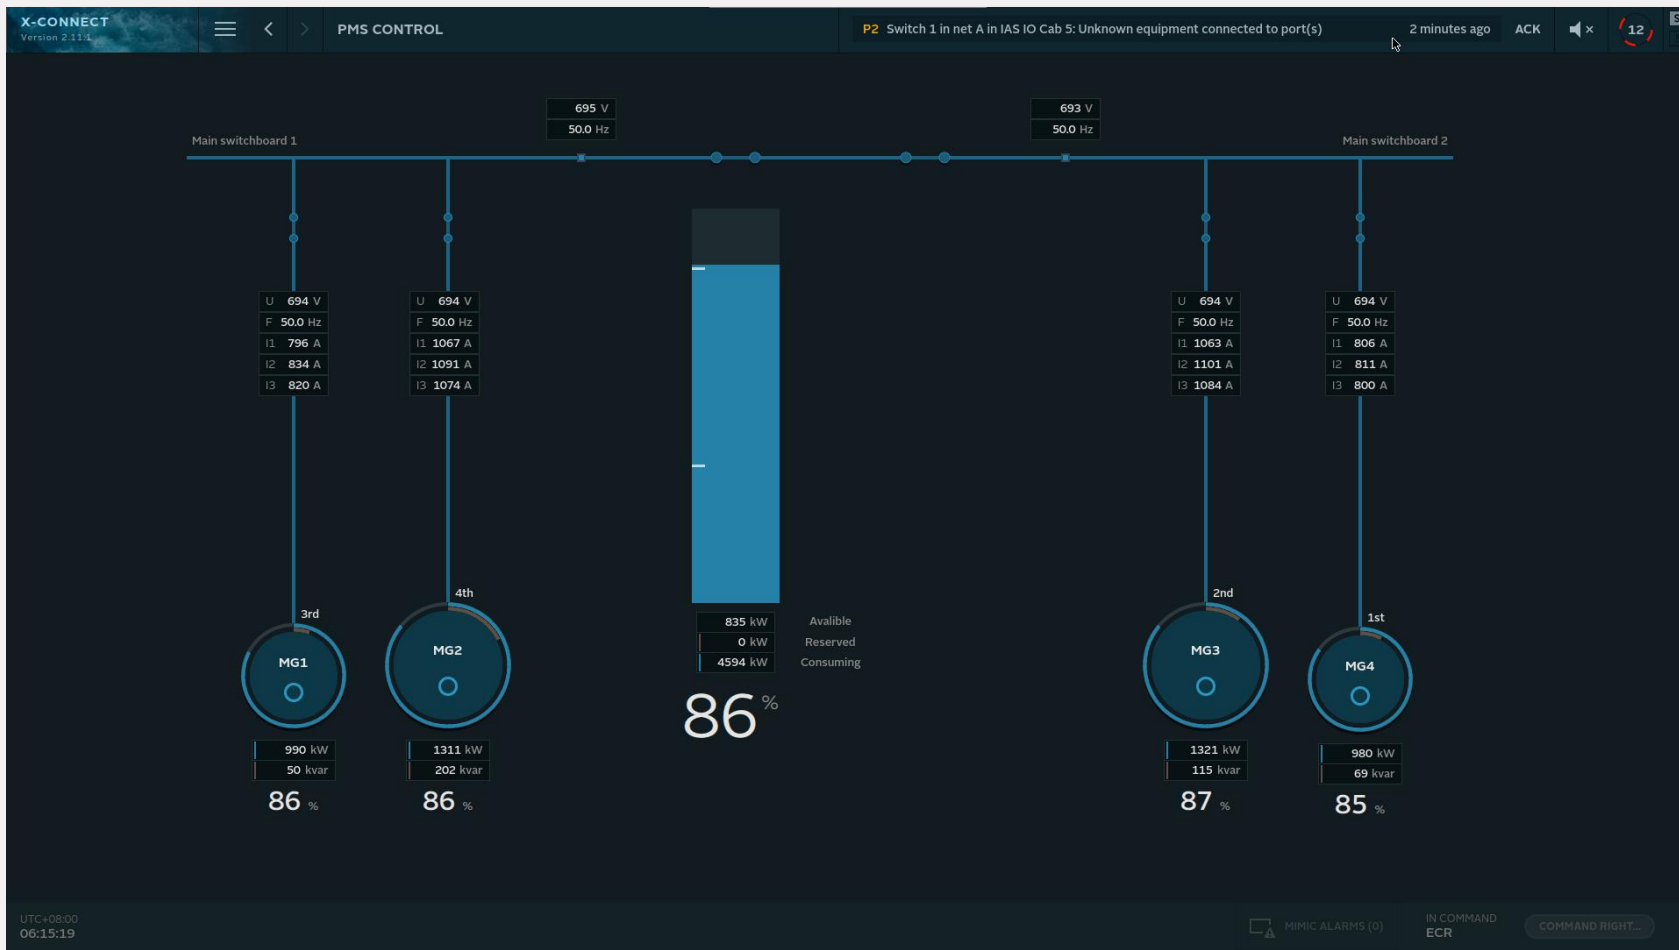 X-CONNECT
Version 2.11.1
PMS CONTROL
P2 Switch 1 in net A in IAS IO Cab 5: Unknown equipment connected to port(s) 2 minutes ago ACK 12
695 V
50.0 Hz
693 V
50.0 Hz
Main switchboard 1
Main switchboard 2
U 694 V
F 50.0 Hz
I1 796 A
I2 834 A
I3 820 A
U 694 V
F 50.0 Hz
I1 1067 A
I2 1091 A
I3 1074 A
U 694 V
F 50.0 Hz
I1 1063 A
I2 1101 A
I3 1084 A
U 694 V
F 50.0 Hz
I1 806 A
I2 811 A
I3 800 A
3rd
MG1
990 kW
50 kvar
86 %
4th
MG2
1311 kW
202 kvar
86 %
835 kW Avalible
0 kW Reserved
4594 kW Consuming
86 %
2nd
MG3
1321 kW
115 kvar
87 %
1st
MG4
980 kW
69 kvar
85 %
UTC+08:00
06:15:19
MIMIC ALARMS (0)
IN COMMAND
ECR
COMMAND RIGHT...